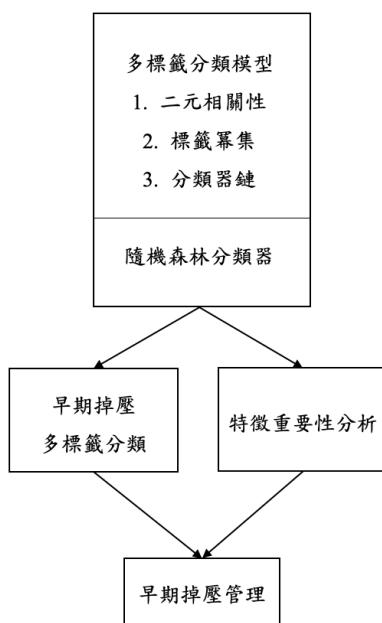 多標籤分類模型
1. 二元相關性
2. 標籤冪集
3. 分類器鏈
隨機森林分類器
早期掉壓
多標籤分類
特徵重要性分析
早期掉壓管理